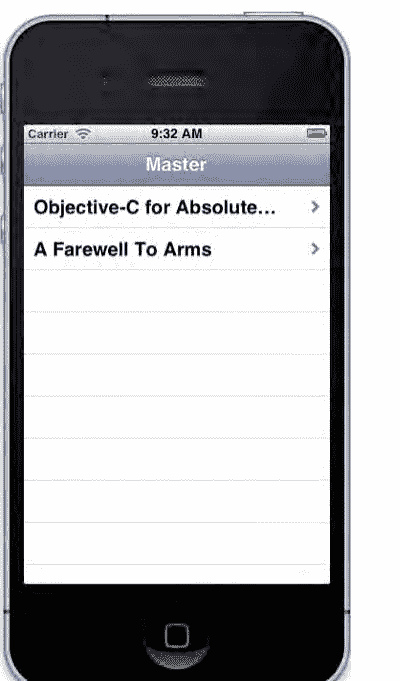 Carrier 9:32 AM
Master
Objective-C for Absolute...
A Farewell To Arms